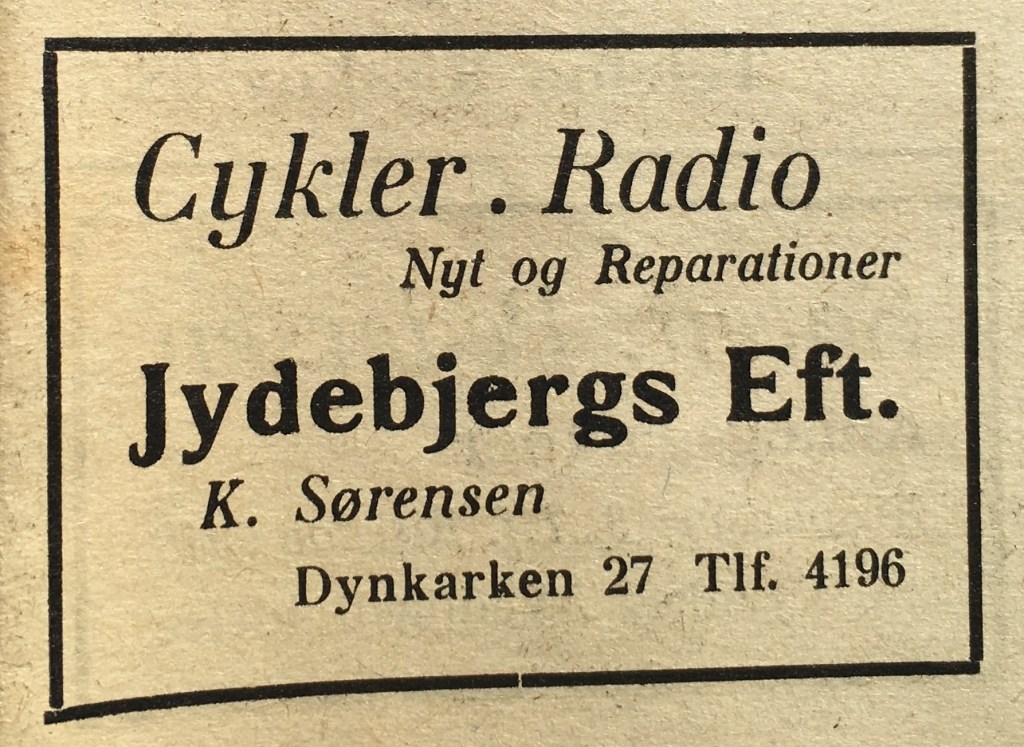 Cykler . Radio
Nyt og Reparationer
Jydebjergs Eft.
K. Sørensen
Dynkarken 27 Tlf. 4196